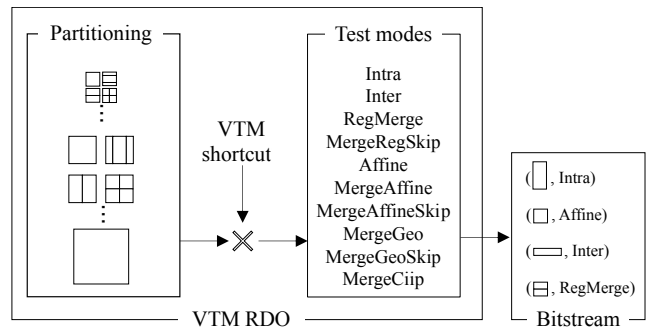 Partitioning
VTM
shortcut
Test modes
Intra
Inter
RegMerge
MergeRegSkip
Affine
MergeAffine
MergeAffineSkip
MergeGeo
MergeGeoSkip
MergeCiip
VTM RDO
( , Intra)
( , Affine)
( , Inter)
( , RegMerge)
Bitstream